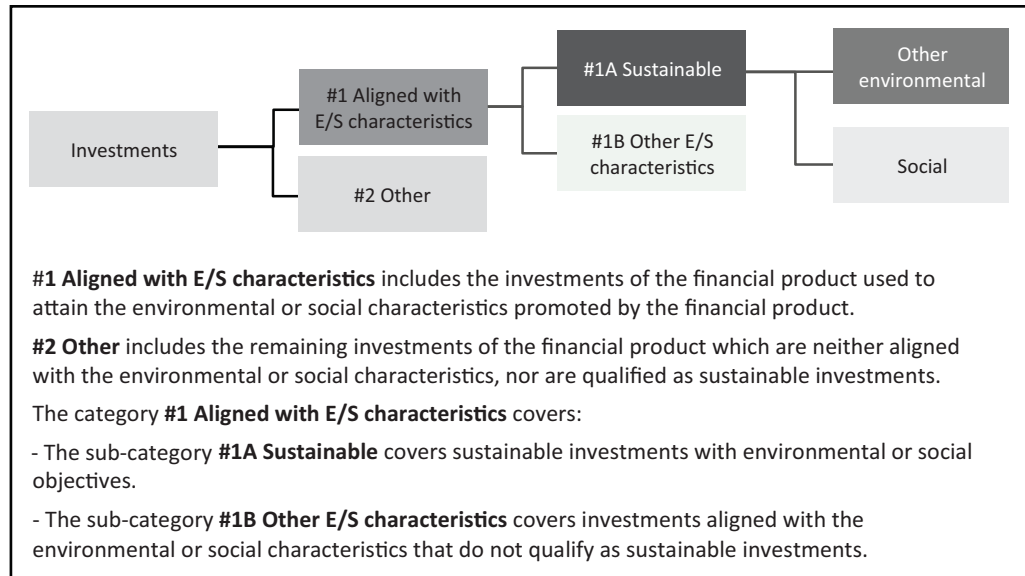 Investments
#1 Aligned with
E/S characteristics
#2 Other
#1A Sustainable
#1B Other E/S
characteristics
Other
environmental
Social
#1 Aligned with E/S characteristics includes the investments of the financial product used to
attain the environmental or social characteristics promoted by the financial product.
#2 Other includes the remaining investments of the financial product which are neither aligned
with the environmental or social characteristics, nor are qualified as sustainable investments.
The category #1 Aligned with E/S characteristics covers:
- The sub-category #1A Sustainable covers sustainable investments with environmental or social
objectives.
- The sub-category #1B Other E/S characteristics covers investments aligned with the
environmental or social characteristics that do not qualify as sustainable investments.